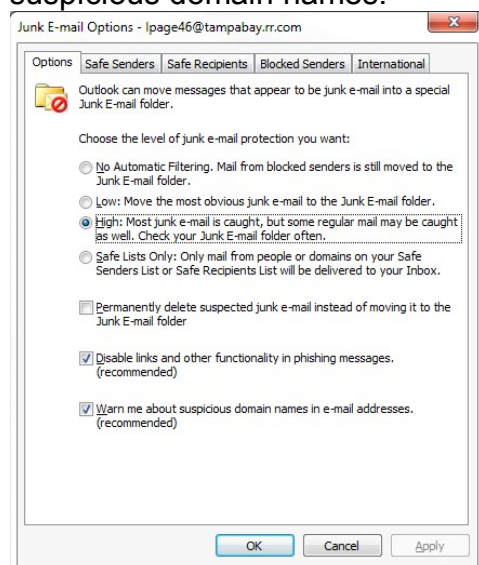 suspicious domain names.
Junk E-mail Options - lpage46@tampabay.rr.com
Options Safe Senders Safe Recipients Blocked Senders International
Outlook can move messages that appear to be junk e-mail into a special
Junk E-mail folder.
Choose the level of junk e-mail protection you want:
No Automatic Filtering. Mail from blocked senders is still moved to the
Junk E-mail folder.
Low: Move the most obvious junk e-mail to the Junk E-mail folder.
High: Most junk e-mail is caught, but some regular mail may be caught
as well. Check your Junk E-mail folder often.
Safe Lists Only: Only mail from people or domains on your Safe
Senders List or Safe Recipients List will be delivered to your Inbox.
Permanently delete suspected junk e-mail instead of moving it to the
Junk E-mail folder
Disable links and other functionality in phishing messages.
(recommended)
Warn me about suspicious domain names in e-mail addresses.
(recommended)
OK Cancel Apply